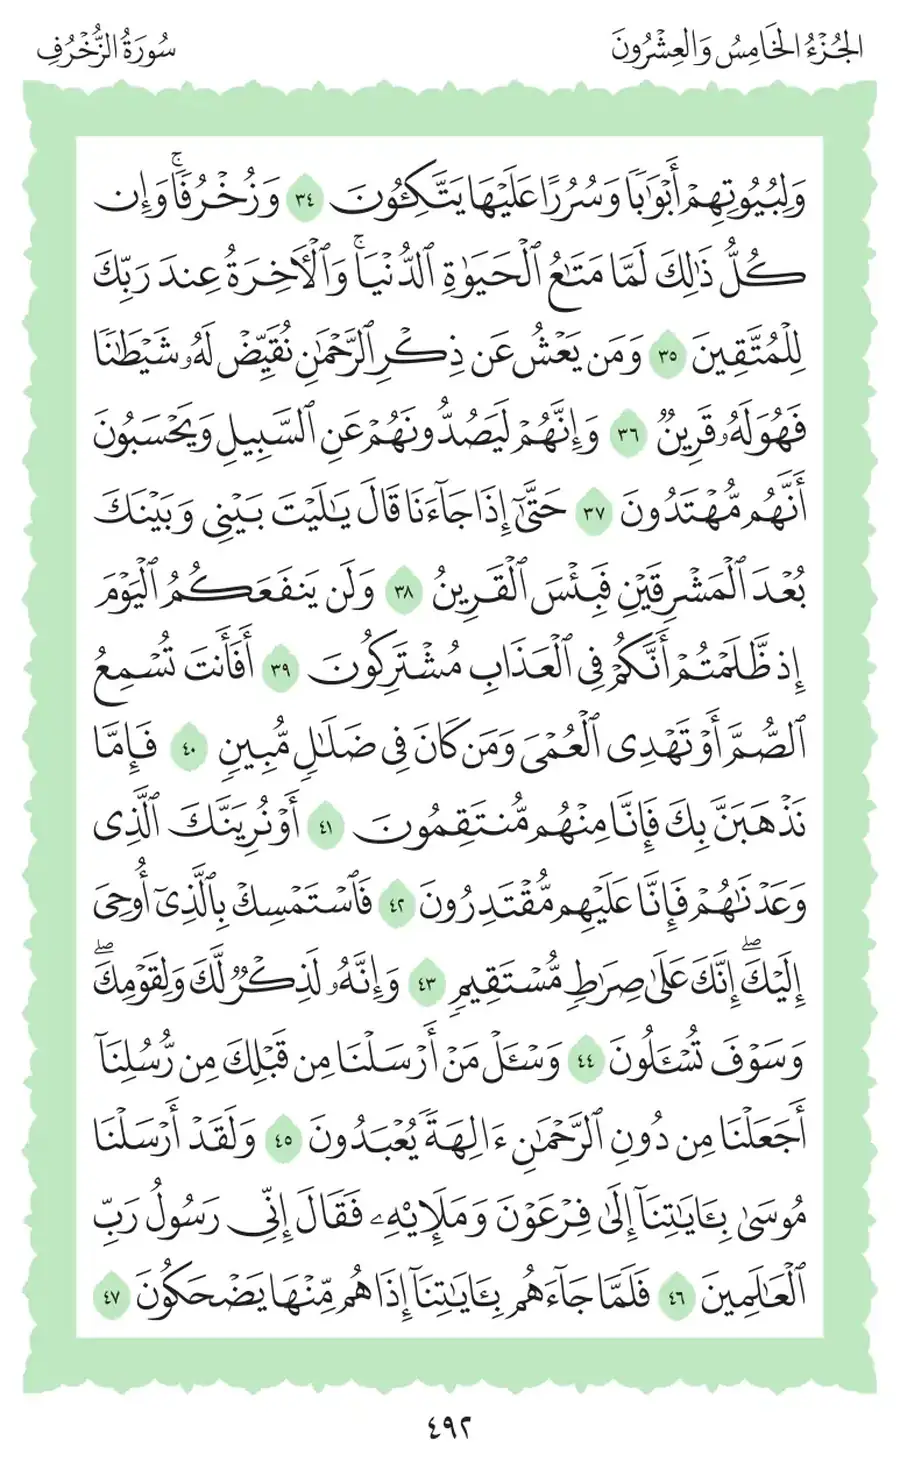 الجُزْءُ الخَامِسُ وَالعِشْرُونَ
سُورَةُ الزُّخْرُفِ
وَلِبُيُوتِهِمْ أَبْوَٰبًا وَسُرُرًا عَلَيْهَا يَتَّكِـُٔونَ ٣٤ وَزُخْرُفًاۚ وَإِن
كُلُّ ذَٰلِكَ لَمَّا مَتَٰعُ ٱلْحَيَوٰةِ ٱلدُّنْيَاۚ وَٱلْـَٔاخِرَةُ عِندَ رَبِّكَ
لِلْمُتَّقِينَ ٣٥ وَمَن يَعْشُ عَن ذِكْرِ ٱلرَّحْمَٰنِ نُقَيِّضْ لَهُۥ شَيْطَٰنًا
فَهُوَ لَهُۥ قَرِينٌ ٣٦ وَإِنَّهُمْ لَيَصُدُّونَهُمْ عَنِ ٱلسَّبِيلِ وَيَحْسَبُونَ
أَنَّهُم مُّهْتَدُونَ ٣٧ حَتَّىٰٓ إِذَا جَآءَنَا قَالَ يَٰلَيْتَ بَيْنِى وَبَيْنَكَ
بُعْدَ ٱلْمَشْرِقَيْنِ فَبِئْسَ ٱلْقَرِينُ ٣٨ وَلَن يَنفَعَكُمُ ٱلْيَوْمَ
إِذ ظَّلَمْتُمْ أَنَّكُمْ فِى ٱلْعَذَابِ مُشْتَرِكُونَ ٣٩ أَفَأَنتَ تُسْمِعُ
ٱلصُّمَّ أَوْ تَهْدِى ٱلْعُمْىَ وَمَن كَانَ فِى ضَلَٰلٍ مُّبِينٍ ٤٠ فَإِمَّا
نَذْهَبَنَّ بِكَ فَإِنَّا مِنْهُم مُّنتَقِمُونَ ٤١ أَوْ نُرِيَنَّكَ ٱلَّذِى
وَعَدْنَٰهُمْ فَإِنَّا عَلَيْهِم مُّقْتَدِرُونَ ٤٢ فَٱسْتَمْسِكْ بِٱلَّذِىٓ أُوحِىَ
إِلَيْكَۖ إِنَّكَ عَلَىٰ صِرَٰطٍ مُّسْتَقِيمٍ ٤٣ وَإِنَّهُۥ لَذِكْرٌ لَّكَ وَلِقَوْمِكَۖ
وَسَوْفَ تُسْـَٔلُونَ ٤٤ وَسْـَٔلْ مَنْ أَرْسَلْنَا مِن قَبْلِكَ مِن رُّسُلِنَآ
أَجَعَلْنَا مِن دُونِ ٱلرَّحْمَٰنِ ءَالِهَةً يُعْبَدُونَ ٤٥ وَلَقَدْ أَرْسَلْنَا
مُوسَىٰ بِـَٔايَٰتِنَآ إِلَىٰ فِرْعَوْنَ وَمَلَإِيْهِۦ فَقَالَ إِنِّى رَسُولُ رَبِّ
ٱلْعَٰلَمِينَ ٤٦ فَلَمَّا جَآءَهُم بِـَٔايَٰتِنَآ إِذَا هُم مِّنْهَا يَضْحَكُونَ ٤٧
٤٩٢